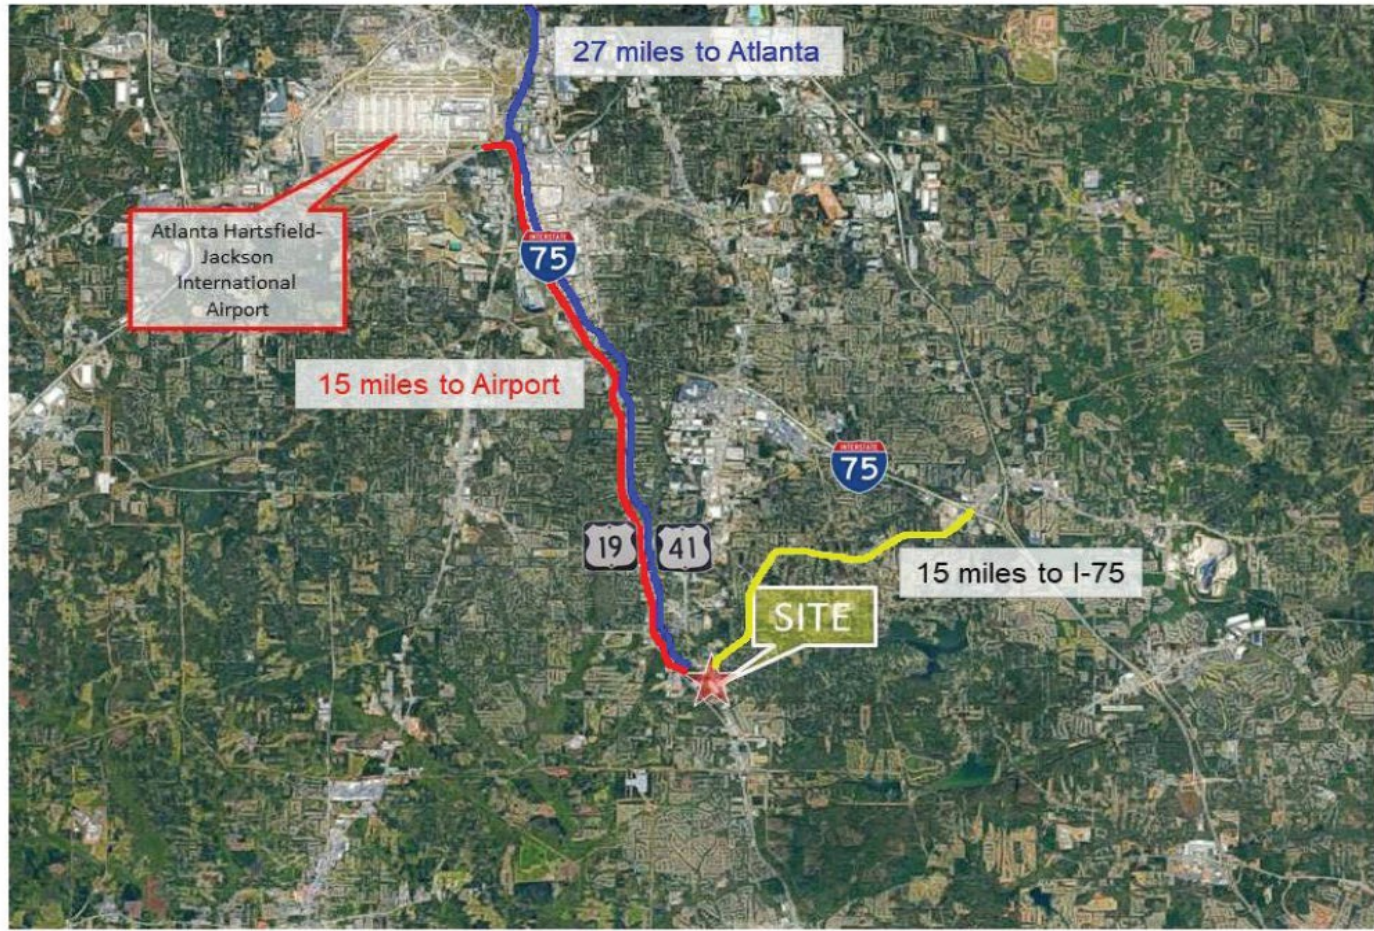 27 miles to Atlanta
Atlanta Hartsfield-
Jackson
International
Airport
INTERSTATE
75
15 miles to Airport
INTERSTATE
75
19
41
15 miles to I-75
SITE